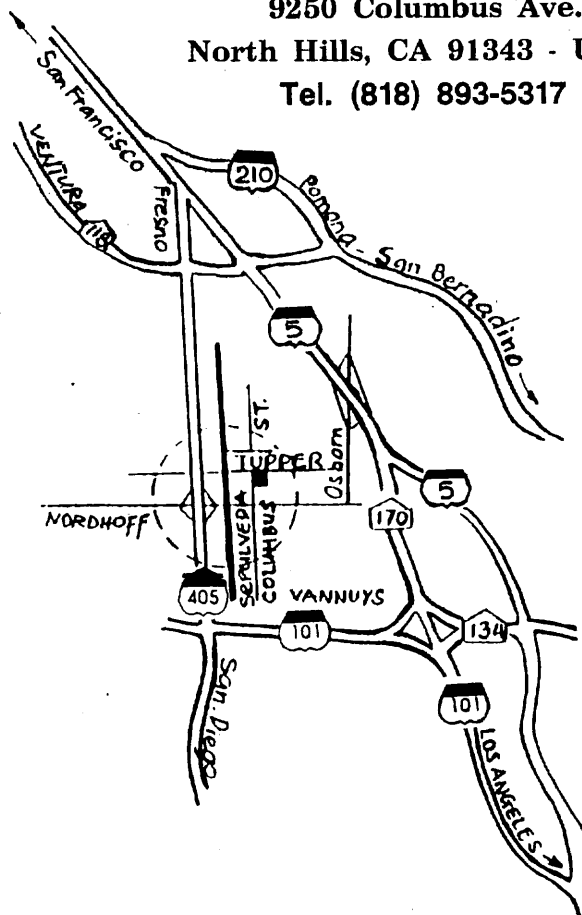 9250 Columbus Ave.
North Hills, CA 91343 - U
Tel. (818) 893-5317
San Francisco
VENTURA
118
Fresno
210
Pomona - San Bernadino
5
ST.
TUPPER
Osborn
5
NORDHOFF
170
SEPULVEDA
COLUMBUS
405
VANNUYS
101
134
San. Diego
101
LOS ANGELES